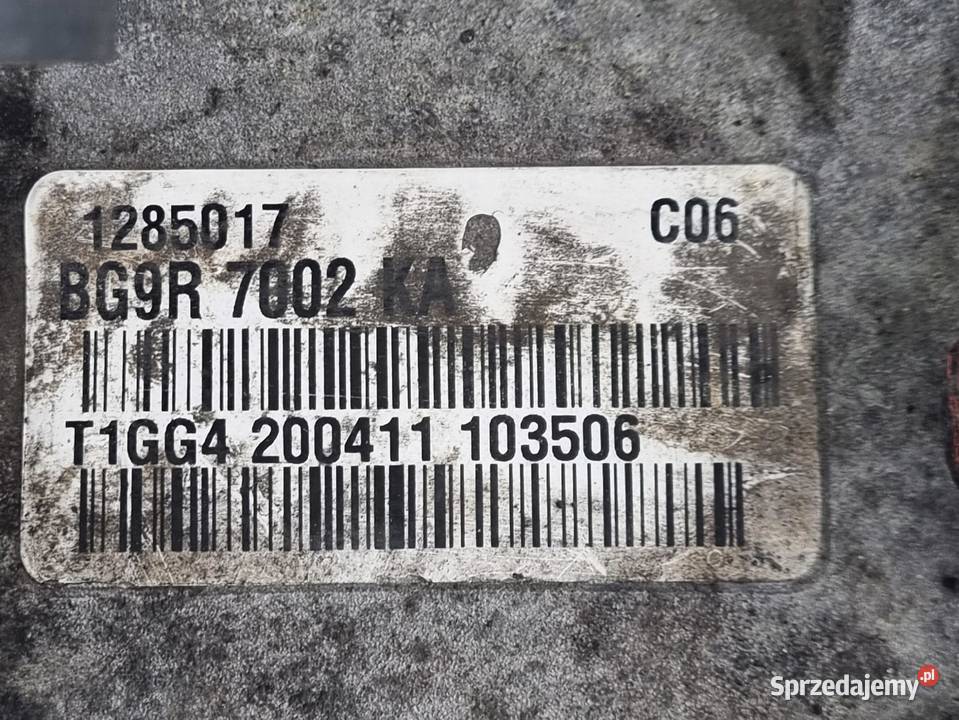 1285017 C06
BG9R 7002 KA
T1GG4 200411 103506
Sprzedajemy.pl